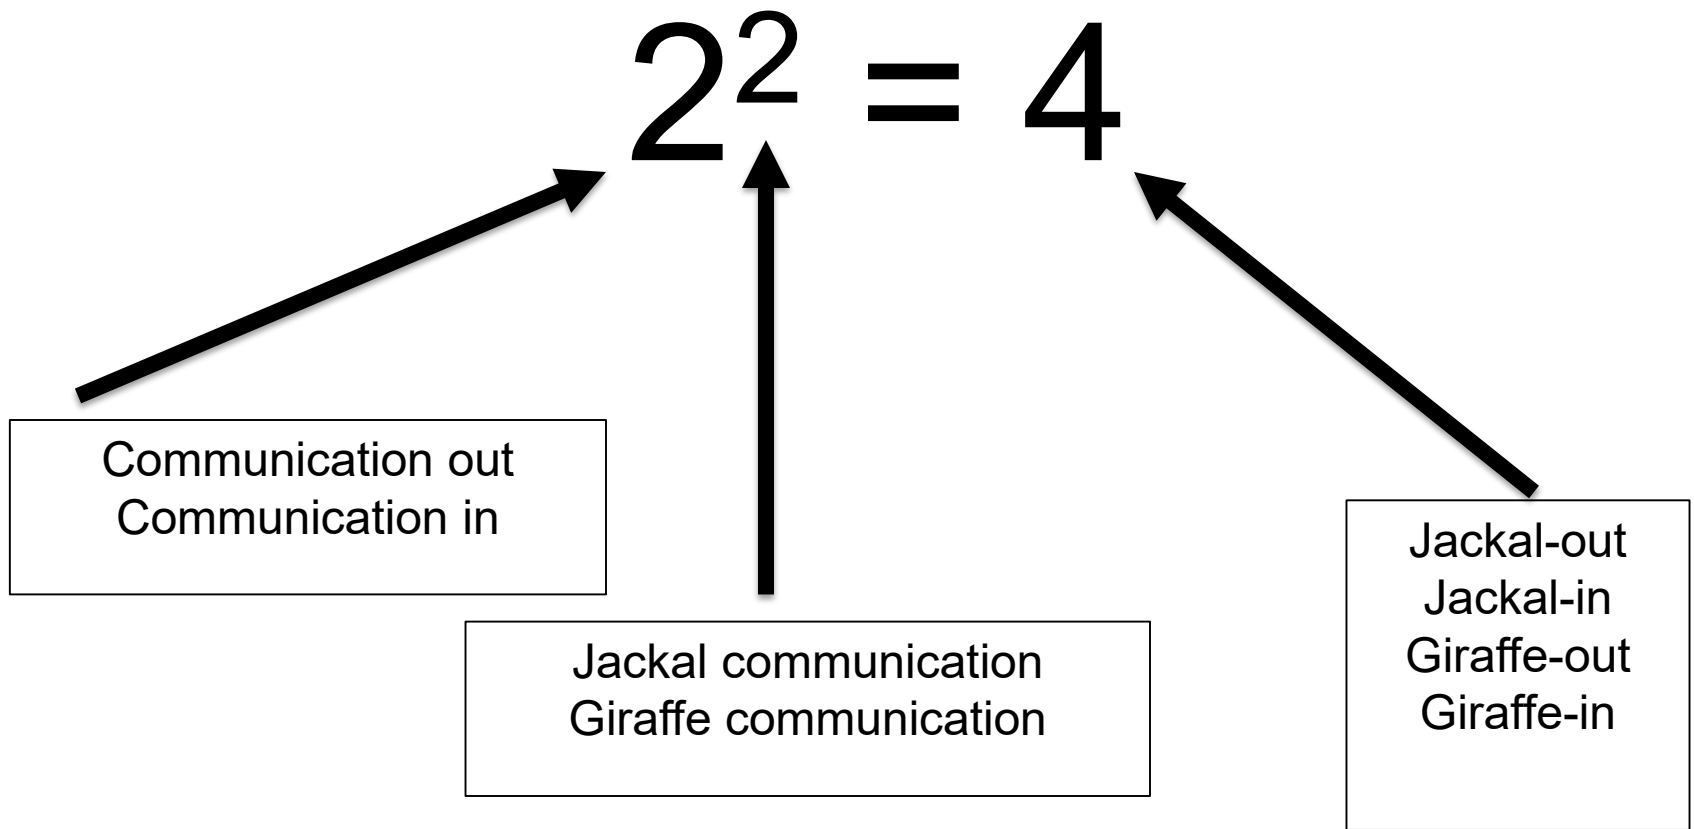 2² = 4
Communication out
Communication in
Jackal communication
Giraffe communication
Jackal-out
Jackal-in
Giraffe-out
Giraffe-in